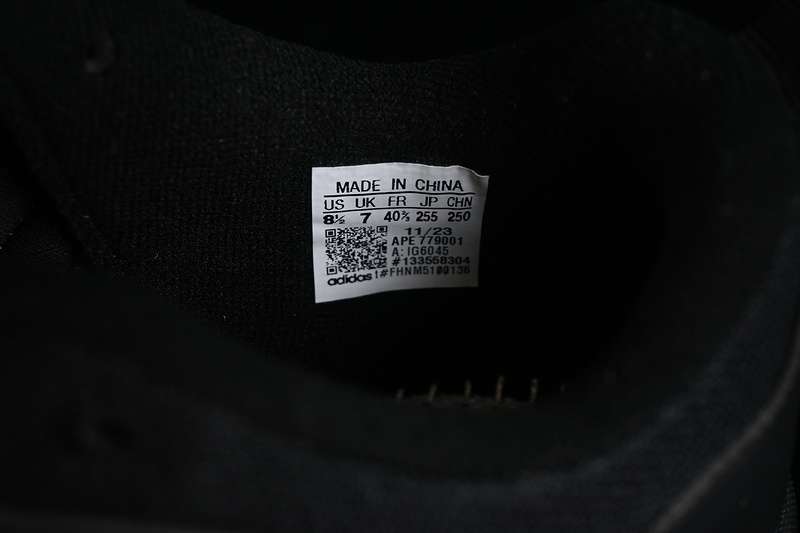 MADE IN CHINA
US UK FR JP CHN
8½ 7 40⅔ 255 250
11/23
APE 779001
A: IG6045
#133558304
adidas t#FHNM5109136